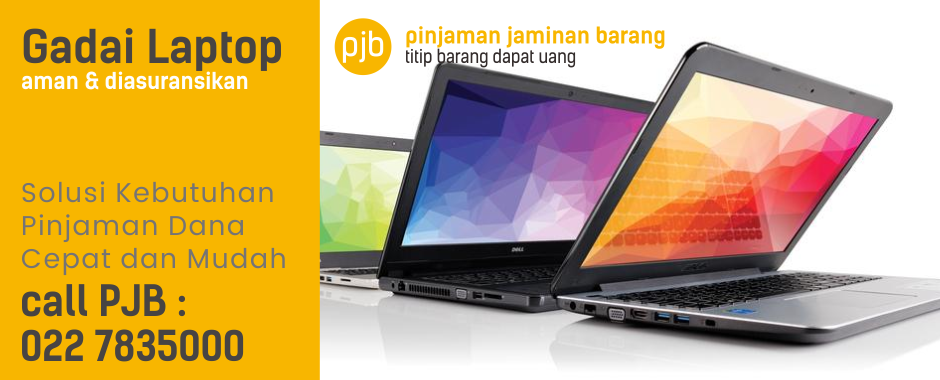 Gadai Laptop
aman & diasuransikan
Solusi Kebutuhan
Pinjaman Dana
Cepat dan Mudah
call PJB :
022 7835000
pjb
pinjaman jaminan barang
titip barang dapat uang
DELL